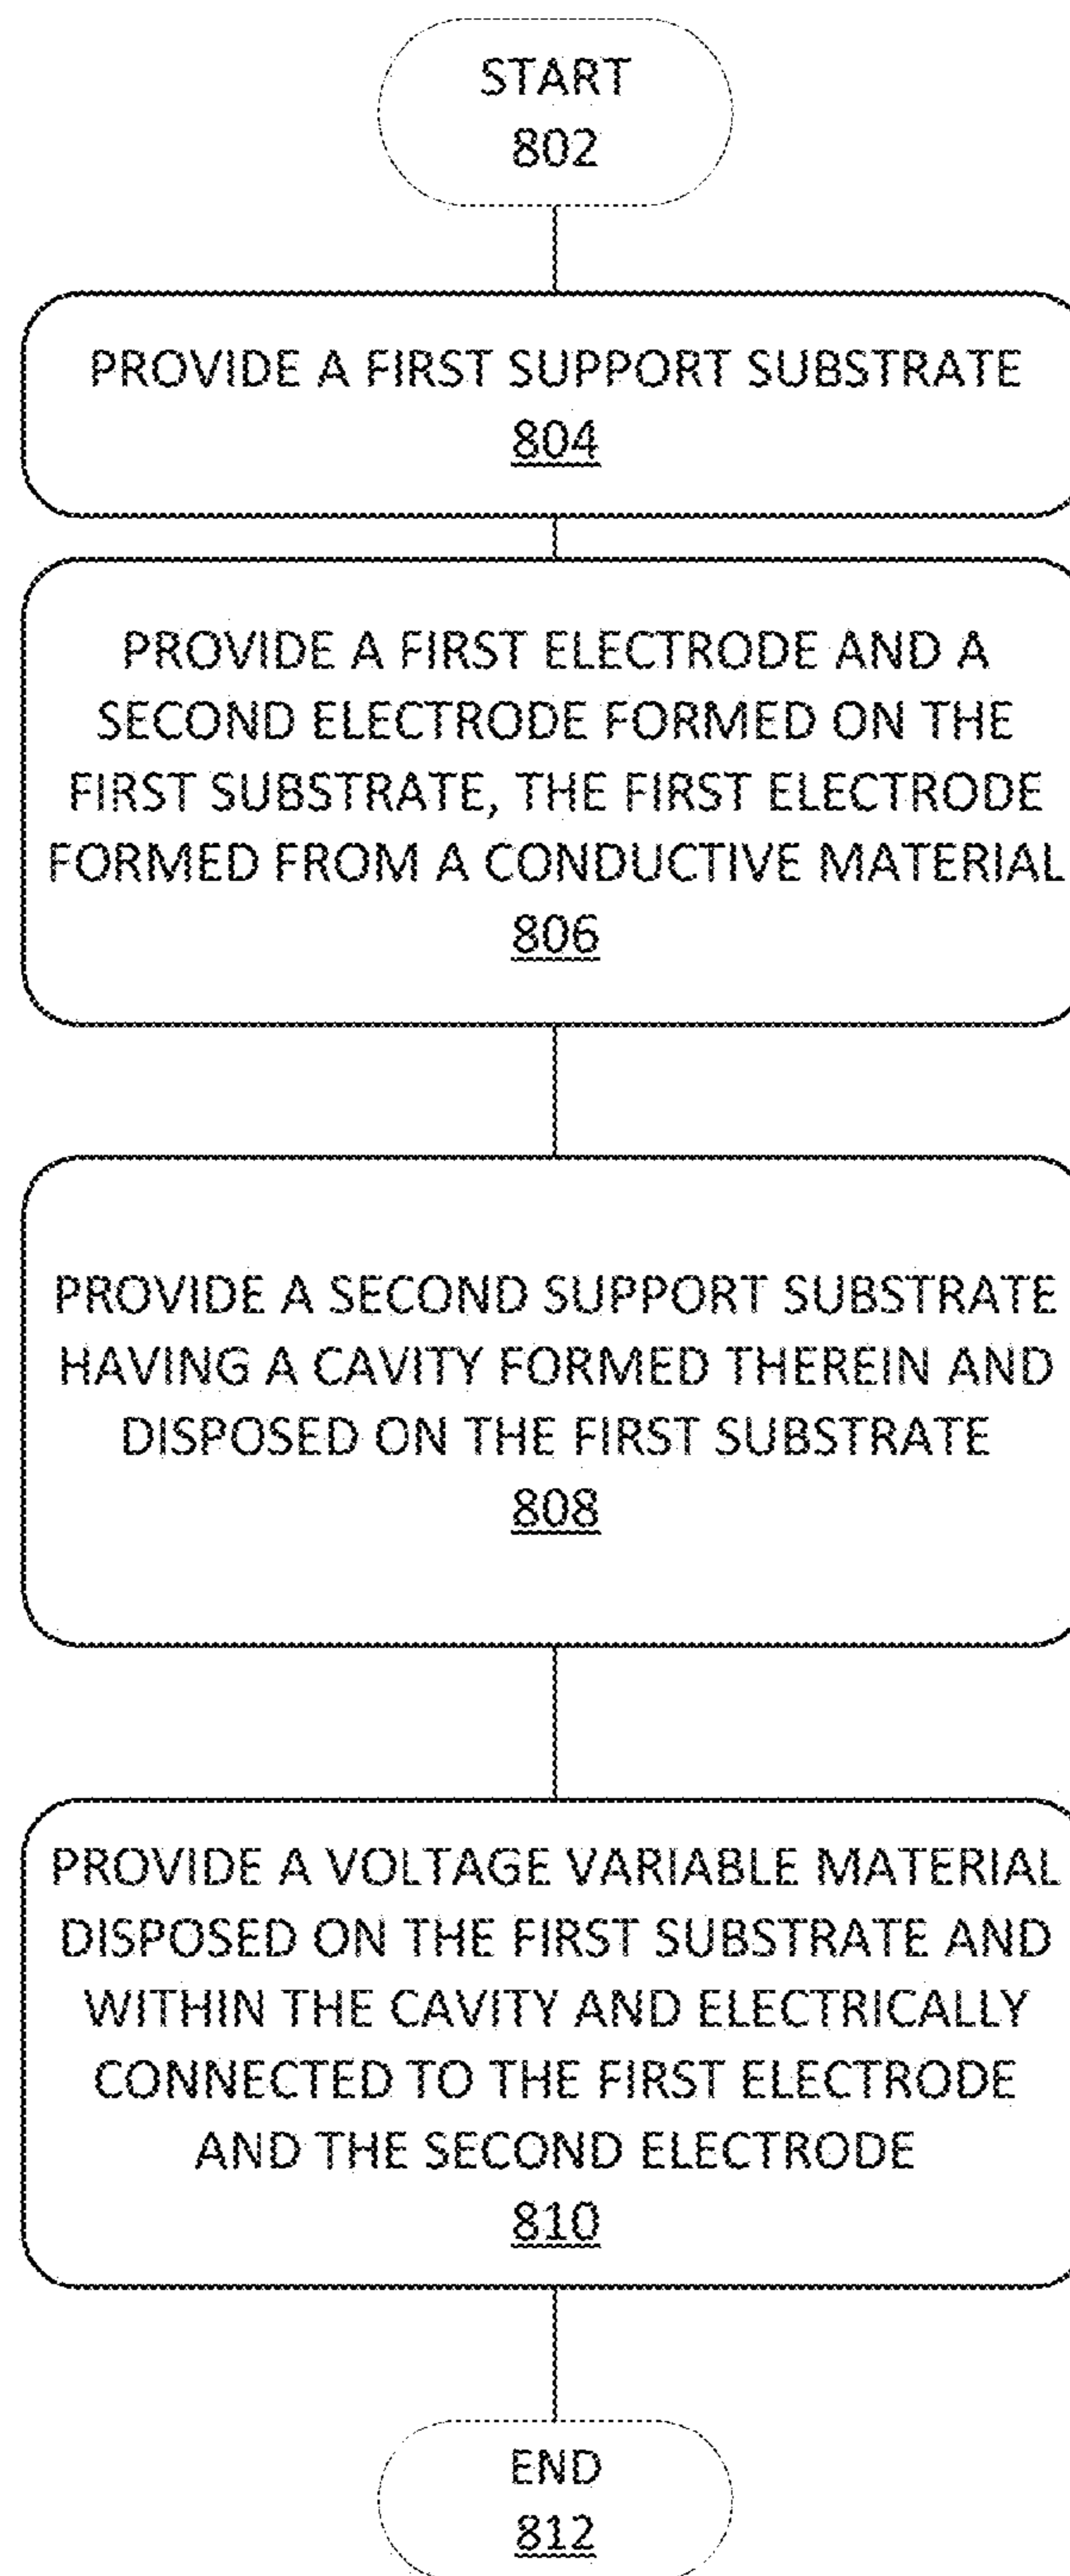 START
802
PROVIDE A FIRST SUPPORT SUBSTRATE
804
PROVIDE A FIRST ELECTRODE AND A
SECOND ELECTRODE FORMED ON THE
FIRST SUBSTRATE, THE FIRST ELECTRODE
FORMED FROM A CONDUCTIVE MATERIAL
806
PROVIDE A SECOND SUPPORT SUBSTRATE
HAVING A CAVITY FORMED THEREIN AND
DISPOSED ON THE FIRST SUBSTRATE
808
PROVIDE A VOLTAGE VARIABLE MATERIAL
DISPOSED ON THE FIRST SUBSTRATE AND
WITHIN THE CAVITY AND ELECTRICALLY
CONNECTED TO THE FIRST ELECTRODE
AND THE SECOND ELECTRODE
810
END
812